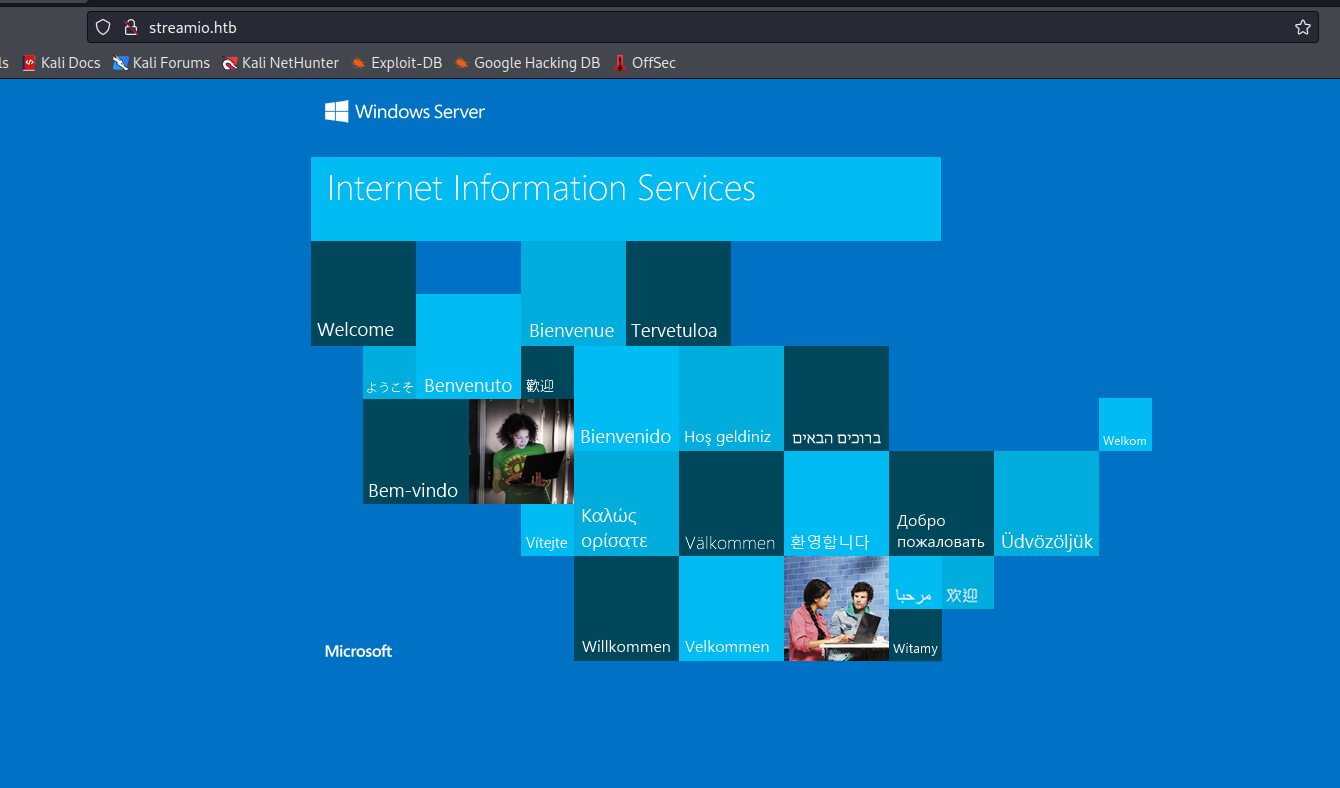 streamio.htb
ls
Kali Docs
Kali Forums
Kali NetHunter
Exploit-DB
Google Hacking DB
OffSec
Windows Server
Internet Information Services
Welcome
Bienvenue
Tervetuloa
ようこそ
Benvenuto
歡迎
Bienvenido
Hoş geldiniz
ברוכים הבאים
Welkom
Bem-vindo
Vítejte
Καλώς
ορίσατε
Välkommen
환영합니다
Добро
пожаловать
Üdvözöljük
مرحبا
欢迎
Willkommen
Velkommen
Witamy
Microsoft